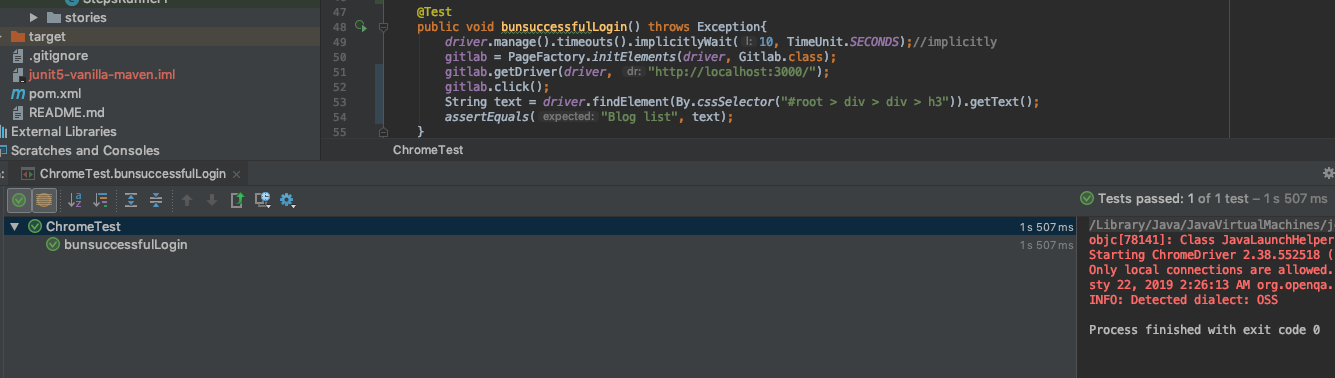 stories
target
.gitignore
junit5-vanilla-maven.iml
pom.xml
README.md
External Libraries
Scratches and Consoles
47 @Test
48 public void bunsuccessfulLogin() throws Exception{
49 driver.manage().timeouts().implicitlyWait( l: 10, TimeUnit.SECONDS);//implicitly
50 gitlab = PageFactory.initElements(driver, Gitlab.class);
51 gitlab.getDriver(driver, dr: "http://localhost:3000/");
52 gitlab.click();
53 String text = driver.findElement(By.cssSelector("#root > div > div > h3")).getText();
54 assertEquals( expected: "Blog list", text);
55 }
ChromeTest
ChromeTest.bunsuccessfulLogin ×
Tests passed: 1 of 1 test – 1 s 507 ms
ChromeTest 1 s 507 ms
bunsuccessfulLogin 1 s 507 ms
/Library/Java/JavaVirtualMachines/j
objc[78141]: Class JavaLaunchHelper
Starting ChromeDriver 2.38.552518 (
Only local connections are allowed.
sty 22, 2019 2:26:13 AM org.openqa.
INFO: Detected dialect: OSS
Process finished with exit code 0